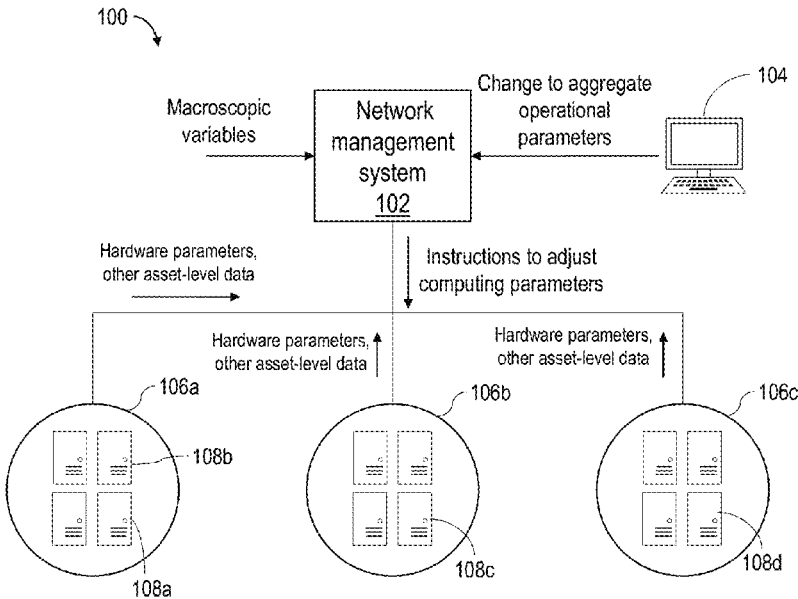 100
Macroscopic
variables
Network
management
system
102
Change to aggregate
operational
parameters
104
Hardware parameters,
other asset-level data
Instructions to adjust
computing parameters
Hardware parameters,
other asset-level data
Hardware parameters,
other asset-level data
106a
106b
106c
108b
108a
108c
108d